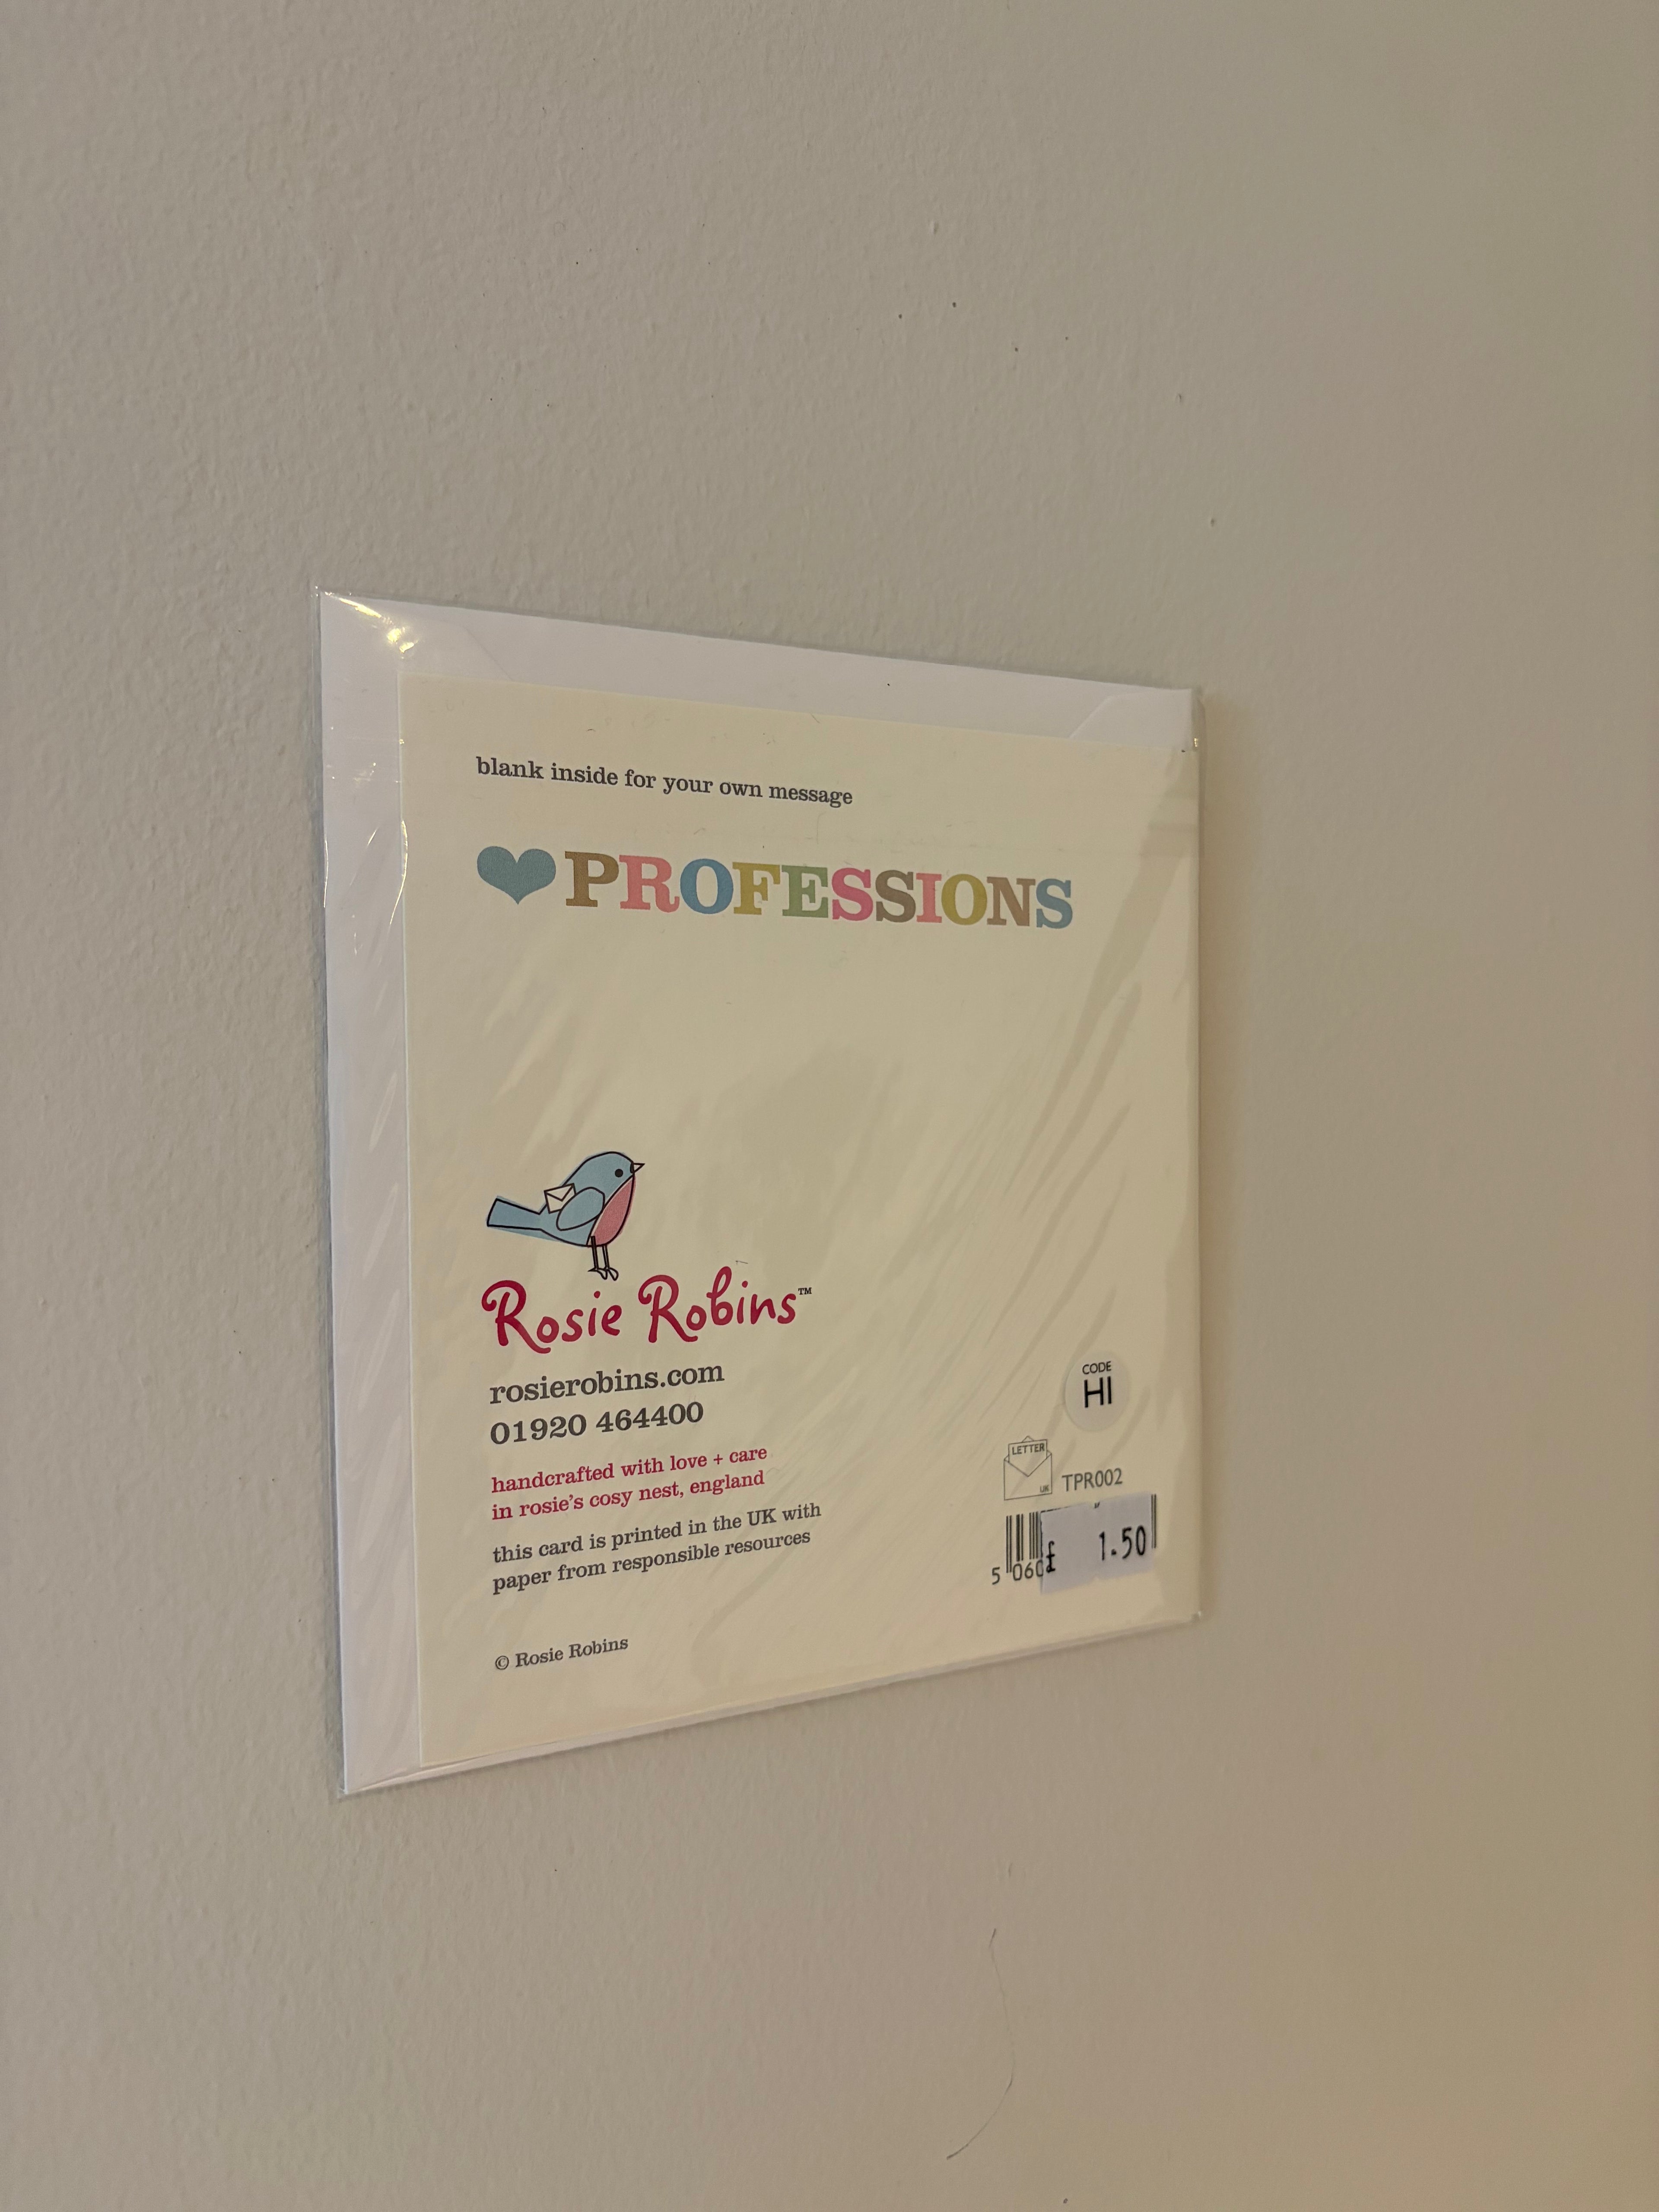 blank inside for your own message
PROFESSIONS
Rosie Robins™
rosierobins.com
01920 464400
handcrafted with love + care
in rosie's cosy nest, england
this card is printed in the UK with
paper from responsible resources
© Rosie Robins
CODE
HI
LETTER
TPR002
£ 1.50
5 060